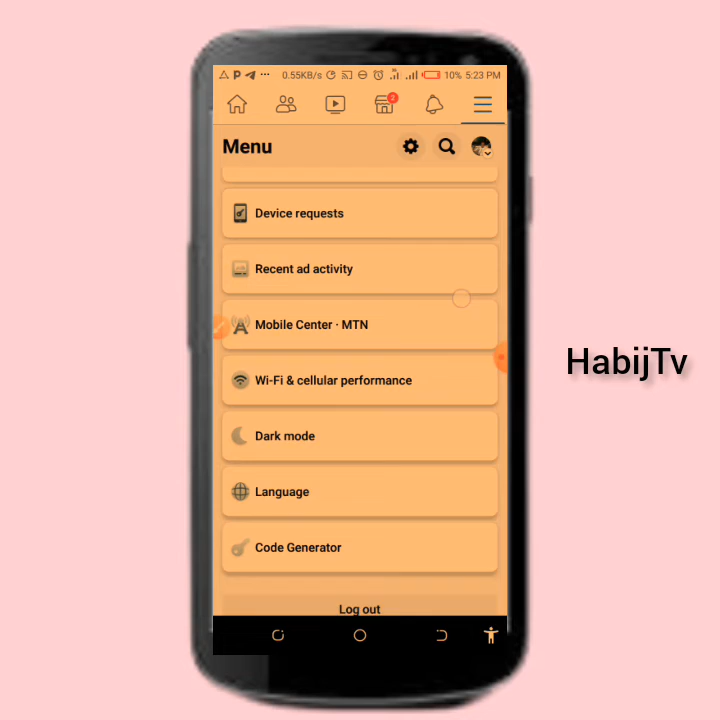 0.55KB/s 10% 5:23 PM
Menu
Device requests
Recent ad activity
Mobile Center · MTN
Wi-Fi & cellular performance
Dark mode
Language
Code Generator
Log out
HabijTv